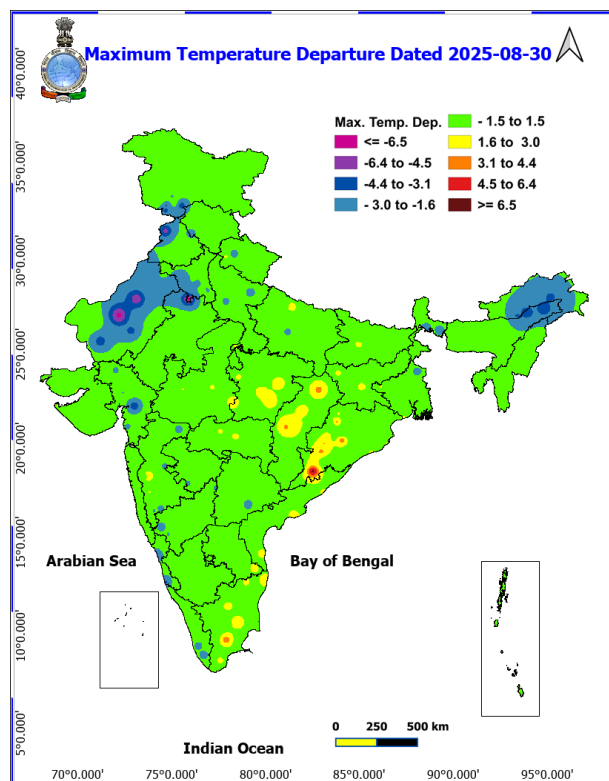 Maximum Temperature Departure Dated 2025-08-30
Max. Temp. Dep.
<= -6.5
-6.4 to -4.5
-4.4 to -3.1
- 3.0 to -1.6
- 1.5 to 1.5
1.6 to 3.0
3.1 to 4.4
4.5 to 6.4
>= 6.5
40°0.000'
35°0.000'
30°0.000'
25°0.000'
20°0.000'
15°0.000'
10°0.000'
5°0.000'
Arabian Sea
Bay of Bengal
Indian Ocean
0 250 500 km
70°0.000' 75°0.000' 80°0.000' 85°0.000' 90°0.000' 95°0.000'